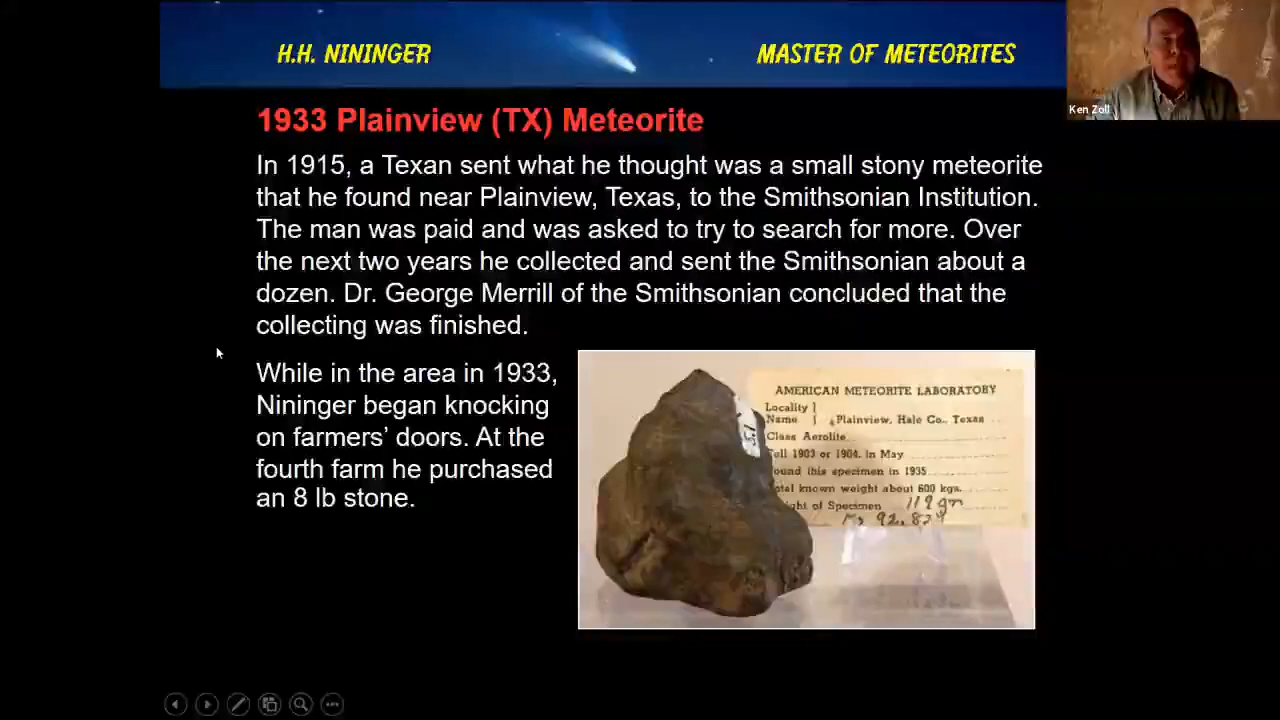 H.H. NININGER
MASTER OF METEORITES
Ken Zoll
1933 Plainview (TX) Meteorite
In 1915, a Texan sent what he thought was a small stony meteorite
that he found near Plainview, Texas, to the Smithsonian Institution.
The man was paid and was asked to try to search for more. Over
the next two years he collected and sent the Smithsonian about a
dozen. Dr. George Merrill of the Smithsonian concluded that the
collecting was finished.
While in the area in 1933,
Nininger began knocking
on farmers' doors. At the
fourth farm he purchased
an 8 lb stone.
AMERICAN METEORITE LABORATORY
Locality
Name Plainview, Hale Co., Texas
Class Aerolite
ell 1903 or 1904, in May
ound this specimen in 1935
otal known weight about 600 kgs.
ight of Specimen 119 gm